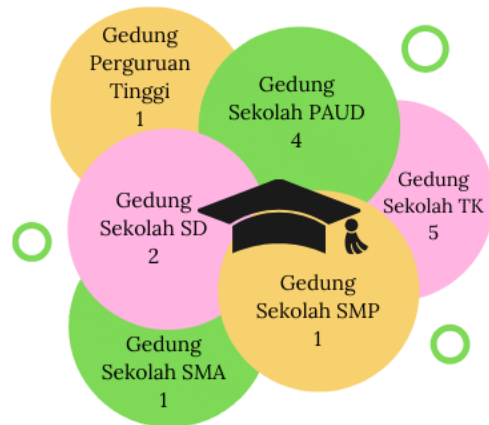 Gedung
Perguruan
Tinggi
1
Gedung
Sekolah PAUD
4
Gedung
Sekolah TK
5
Gedung
Sekolah SD
2
Gedung
Sekolah SMP
1
Gedung
Sekolah SMA
1